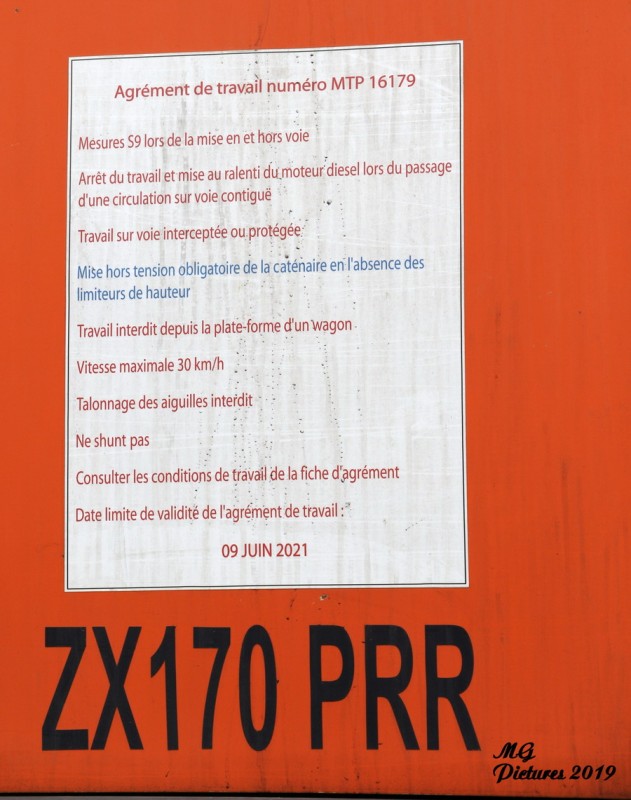 Agrément de travail numéro MTP 16179
Mesures S9 lors de la mise en et hors voie
Arrêt du travail et mise au ralenti du moteur diesel lors du passage
d'une circulation sur voie contiguë
Travail sur voie interceptée ou protégée
Mise hors tension obligatoire de la caténaire en l'absence des
limiteurs de hauteur
Travail interdit depuis la plate-forme d'un wagon
Vitesse maximale 30 km/h
Talonnage des aiguilles interdit
Ne shunt pas
Consulter les conditions de travail de la fiche d'agrément
Date limite de validité de l'agrément de travail :
09 JUIN 2021
ZX170 PRR
MG
Pictures 2019